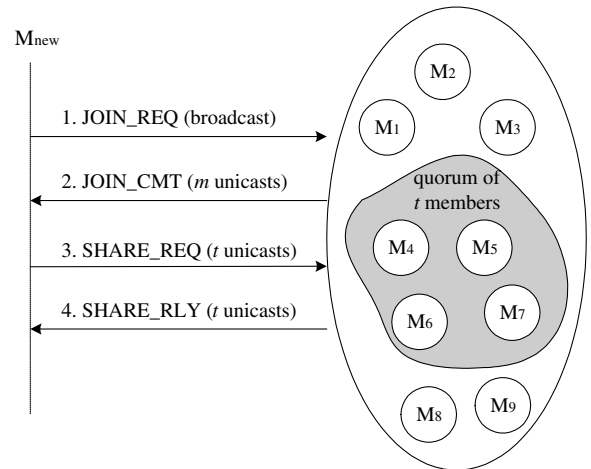 Mnew
M2
1. JOIN_REQ (broadcast)
M1
M3
2. JOIN_CMT (m unicasts)
quorum of
t members
3. SHARE_REQ (t unicasts)
M4
M5
4. SHARE_RLY (t unicasts)
M6
M7
M8
M9